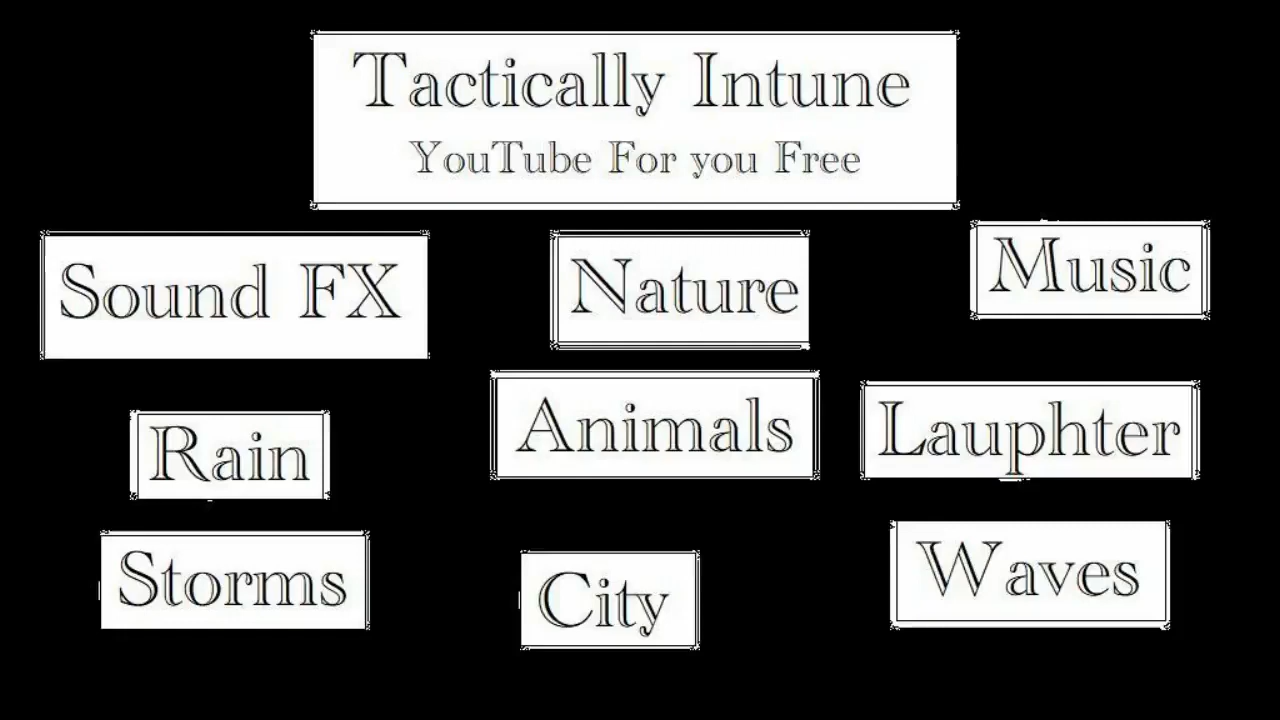 Tactically Intune
YouTube For you Free
Sound FX
Nature
Music
Rain
Animals
Lauphter
Storms
City
Waves